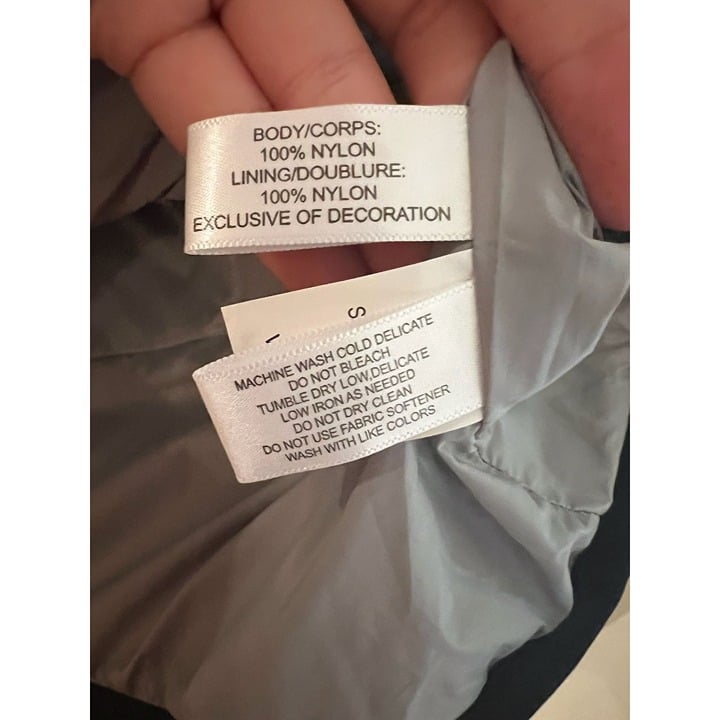 BODY/CORPS:
100% NYLON
LINING/DOUBLURE:
100% NYLON
EXCLUSIVE OF DECORATION
S
MACHINE WASH COLD DELICATE
DO NOT BLEACH
TUMBLE DRY LOW,DELICATE
LOW IRON AS NEEDED
DO NOT DRY CLEAN
DO NOT USE FABRIC SOFTENER
WASH WITH LIKE COLORS